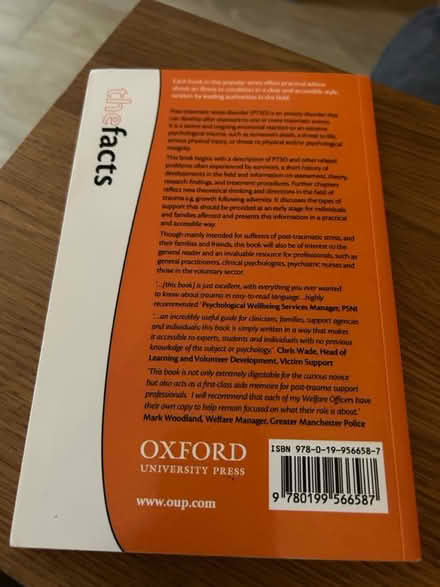 the facts
Each book in this popular series offers practical advice
about an illness or condition in a clear and accessible style,
written by leading authorities in the field.
Post-traumatic stress disorder (PTSD) is an anxiety disorder that
can develop after exposure to one or more traumatic events.
It is a severe and ongoing emotional reaction to an extreme
psychological trauma, such as someone's death, a threat to life,
serious physical injury, or threat to physical and/or psychological
integrity.
This book begins with a description of PTSD and other related
problems often experienced by survivors, a short history of
developments in the field and information on assessment, theory,
research findings, and treatment procedures. Further chapters
reflect new theoretical thinking and directions in the field of
trauma e.g. growth following adversity. It discusses the types of
support that should be provided at an early stage for individuals
and families affected and presents this information in a practical
and accessible way.
Though mainly intended for sufferers of post-traumatic stress, and
their families and friends, this book will also be of interest to the
general reader and an invaluable resource for professionals, such as
general practitioners, clinical psychologists, psychiatric nurses and
those in the voluntary sector.
'...[this book] is just excellent, with everything you ever wanted
to know about trauma in easy-to-read language...highly
recommended' Psychological Wellbeing Services Manager, PSNI
'...an incredibly useful guide for clinicians, families, support agencies
and individuals; this book is simply written in a way that makes
it accessible to experts, students and individuals with no previous
knowledge of the subject or psychology.' Chris Wade, Head of
Learning and Volunteer Development, Victim Support
'This book is not only extremely digestable for the curious novice
but also acts as a first-class aide memoire for post-trauma support
professionals. I will recommend that each of my Welfare Officers have
their own copy to help remain focused on what their role is about.'
Mark Woodland, Welfare Manager, Greater Manchester Police
OXFORD
UNIVERSITY PRESS
www.oup.com
ISBN 978-0-19-956658-7
9 780199 566587